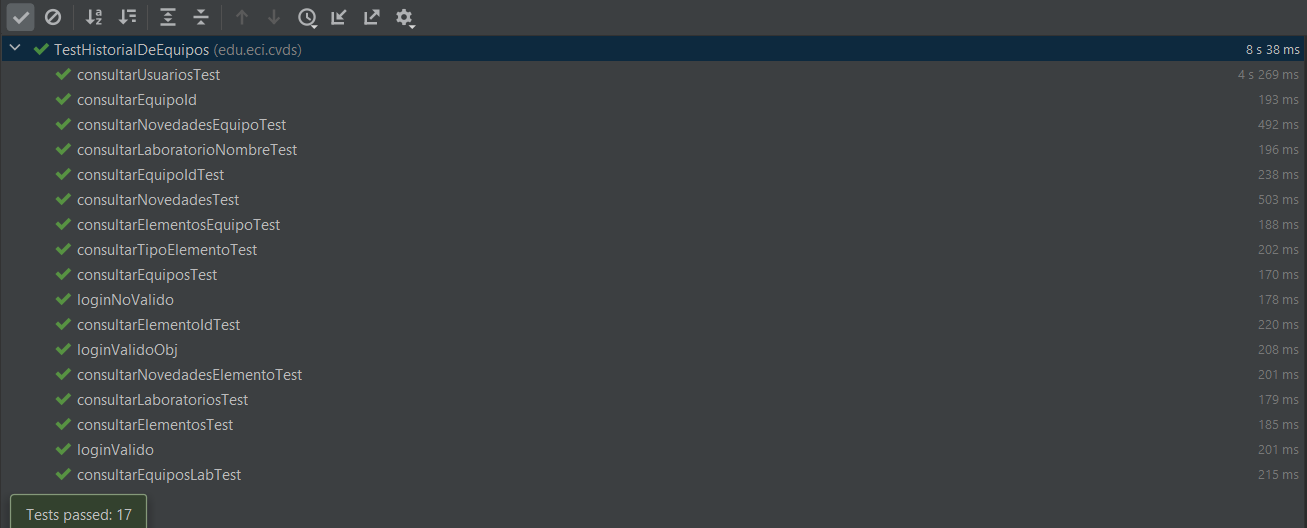 TestHistorialDeEquipos (edu.eci.cvds) 8 s 38 ms
consultarUsuariosTest 4 s 269 ms
consultarEquipoId 193 ms
consultarNovedadesEquipoTest 492 ms
consultarLaboratorioNombreTest 196 ms
consultarEquipoIdTest 238 ms
consultarNovedadesTest 503 ms
consultarElementosEquipoTest 188 ms
consultarTipoElementoTest 202 ms
consultarEquiposTest 170 ms
loginNoValido 178 ms
consultarElementoIdTest 220 ms
loginValidoObj 208 ms
consultarNovedadesElementoTest 201 ms
consultarLaboratoriosTest 179 ms
consultarElementosTest 185 ms
loginValido 201 ms
consultarEquiposLabTest 215 ms
Tests passed: 17